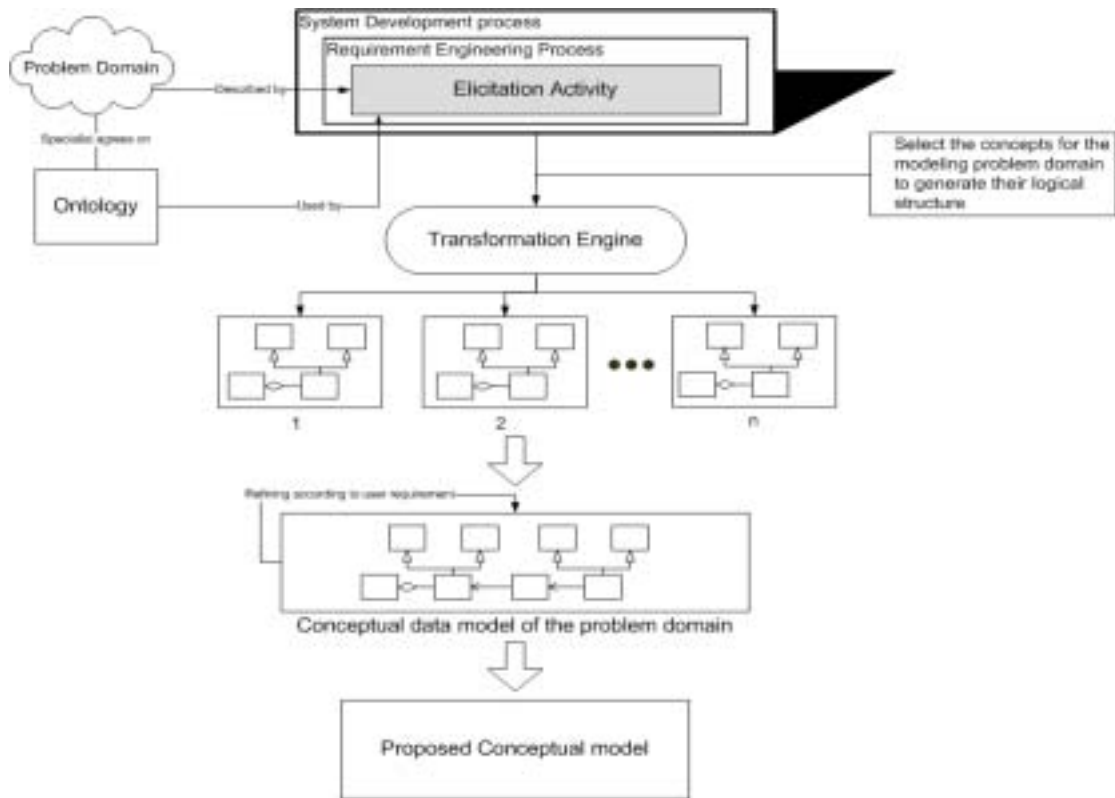 System Development process
Requirement Engineering Process
Problem Domain
Described by
Elicitation Activity
Specialist agrees on
Select the concepts for the
modeling problem domain
to generate their logical
structure
Ontology
Used by
Transformation Engine
1
2
n
Refining according to user requirement
Conceptual data model of the problem domain
Proposed Conceptual model